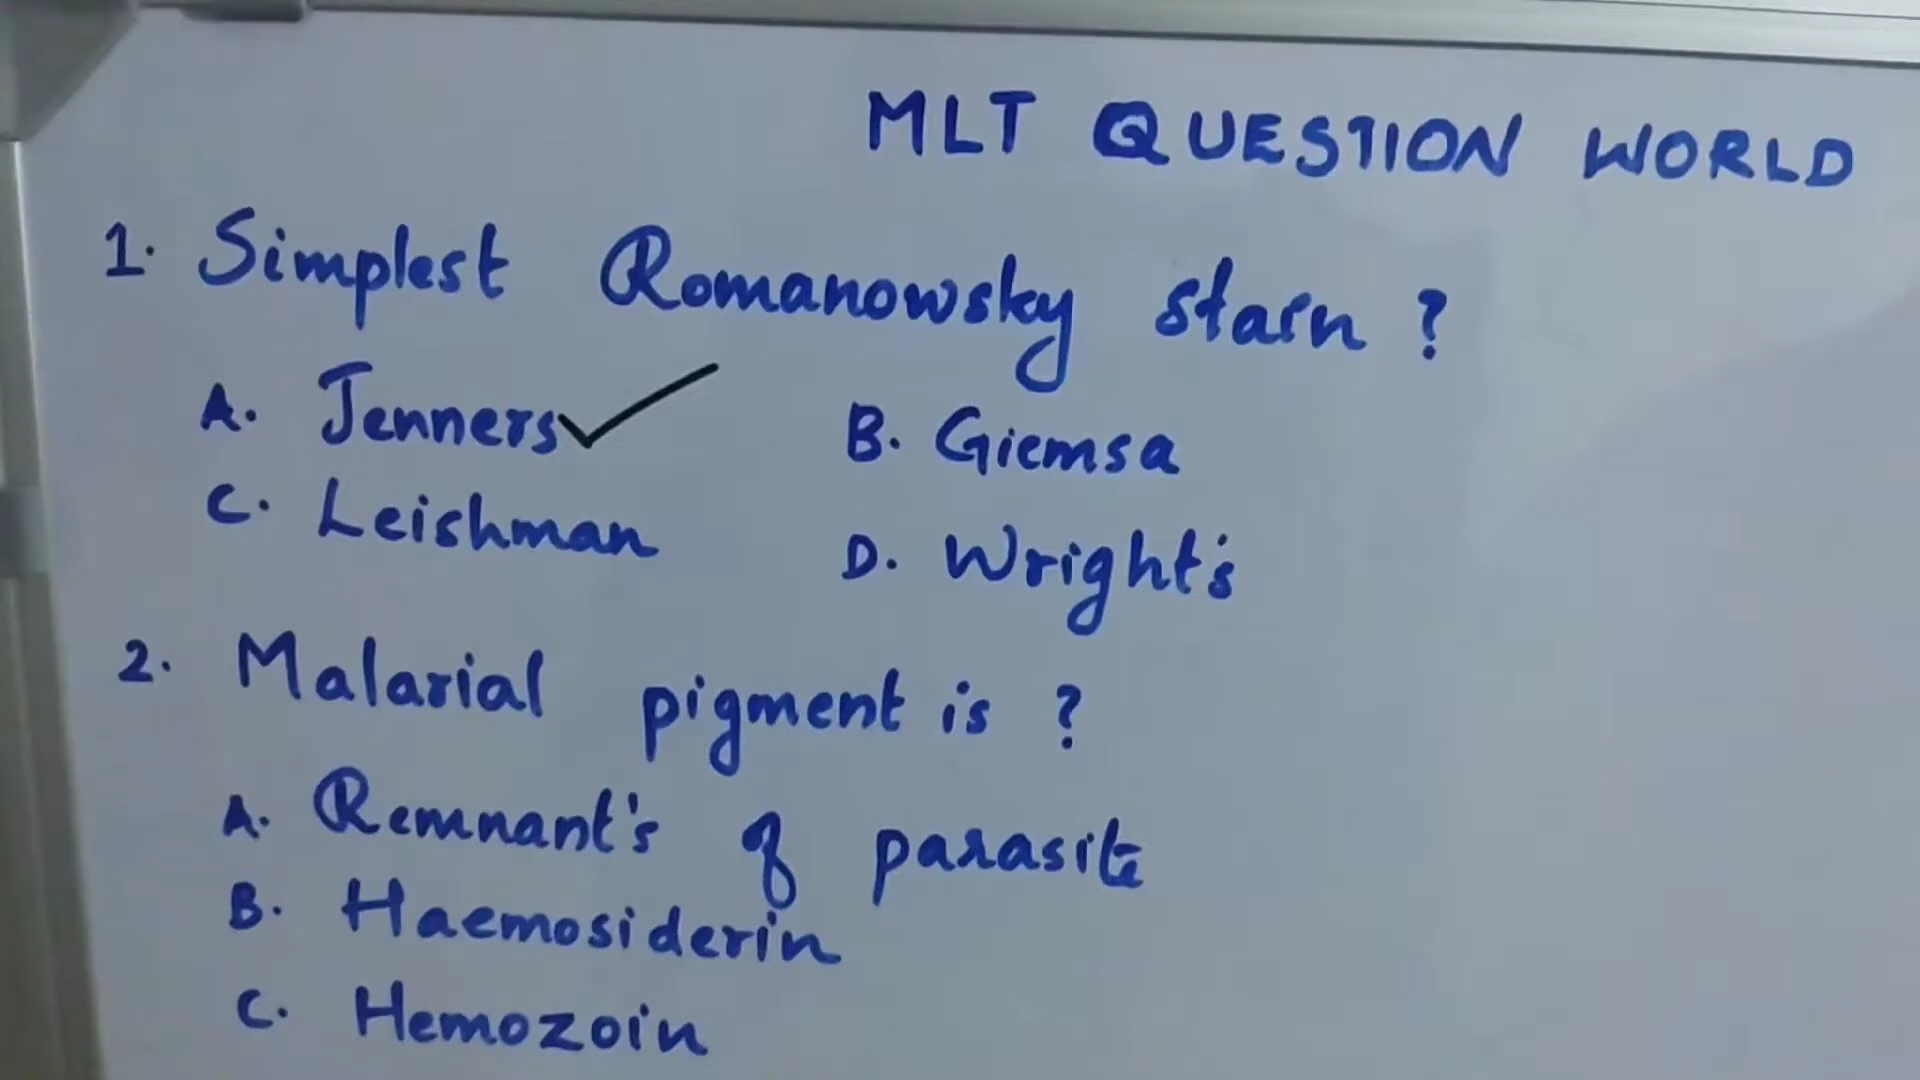 MLT QUESTION WORLD
1. Simplest Romanowsky stain ?
A. Jenners B. Giemsa
C. Leishman D. Wright's
2. Malarial pigment is ?
A. Remnant's of parasite
B. Haemosiderin
C. Hemozoin